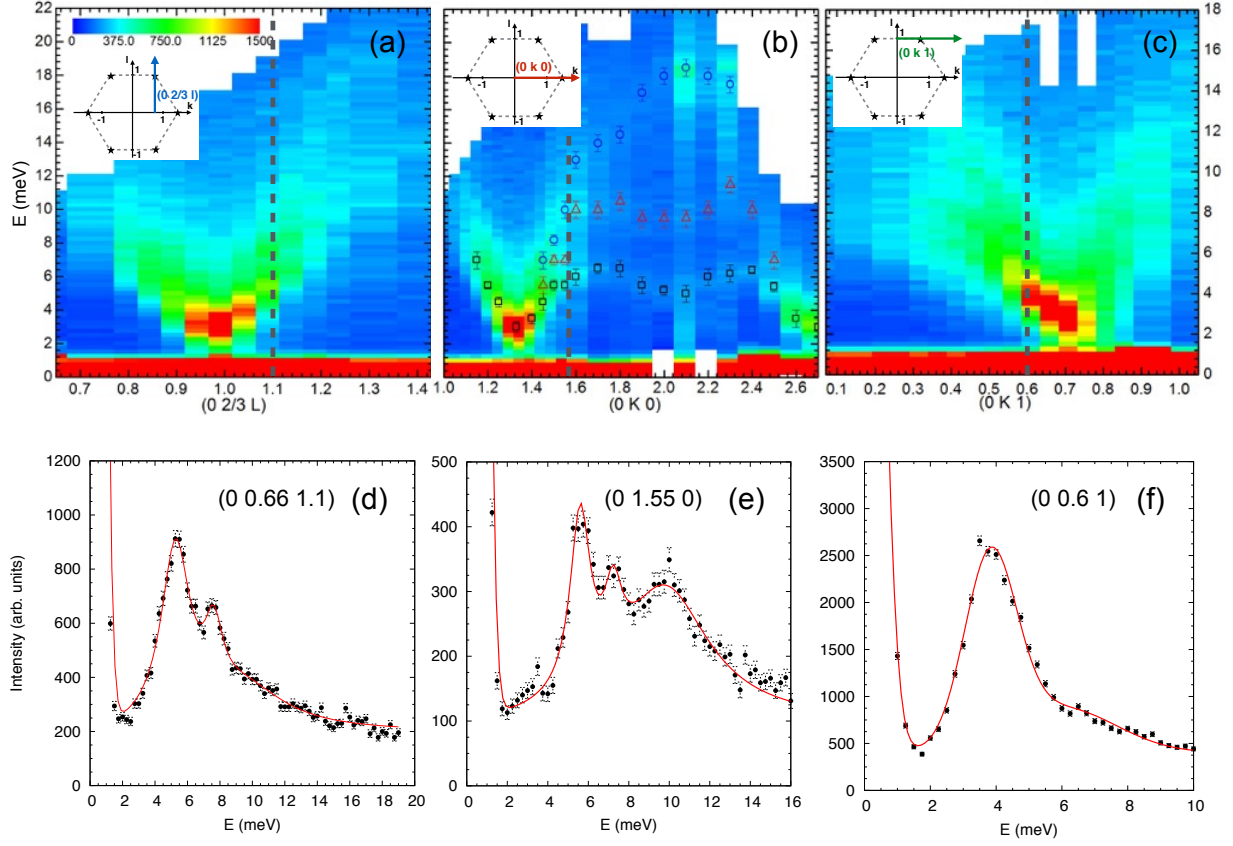 22
20
18
16
14
12
10
8
6
4
2
0
E (meV)
0 375.0 750.0 1125 1500
(a)
l
1
(0 2/3 l)
k
-1
1
-1
0.7 0.8 0.9 1.0 1.1 1.2 1.3 1.4
(0 2/3 L)
(b)
l
1
(0 k 0)
k
-1
1
-1
1.0 1.2 1.4 1.6 1.8 2.0 2.2 2.4 2.6
(0 K 0)
(c)
l
1
(0 k 1)
k
-1
1
-1
0.1 0.2 0.3 0.4 0.5 0.6 0.7 0.8 0.9 1.0
(0 K 1)
18
16
14
12
10
8
6
4
2
0
(0 0.66 1.1) (d)
Intensity (arb. units)
1200
1000
800
600
400
200
0
0 2 4 6 8 10 12 14 16 18 20
E (meV)
(0 1.55 0) (e)
500
400
300
200
100
0
0 2 4 6 8 10 12 14 16
E (meV)
(0 0.6 1) (f)
3500
3000
2500
2000
1500
1000
500
0
0 2 4 6 8 10
E (meV)